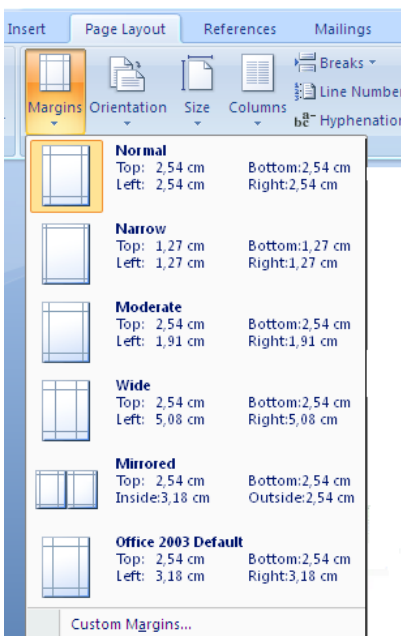 Insert Page Layout References Mailings
Margins Orientation Size Columns
Breaks
Line Number
Hyphenation
Normal
Top: 2,54 cm Bottom:2,54 cm
Left: 2,54 cm Right:2,54 cm
Narrow
Top: 1,27 cm Bottom:1,27 cm
Left: 1,27 cm Right:1,27 cm
Moderate
Top: 2,54 cm Bottom:2,54 cm
Left: 1,91 cm Right:1,91 cm
Wide
Top: 2,54 cm Bottom:2,54 cm
Left: 5,08 cm Right:5,08 cm
Mirrored
Top: 2,54 cm Bottom:2,54 cm
Inside:3,18 cm Outside:2,54 cm
Office 2003 Default
Top: 2,54 cm Bottom:2,54 cm
Left: 3,18 cm Right:3,18 cm
Custom Margins...